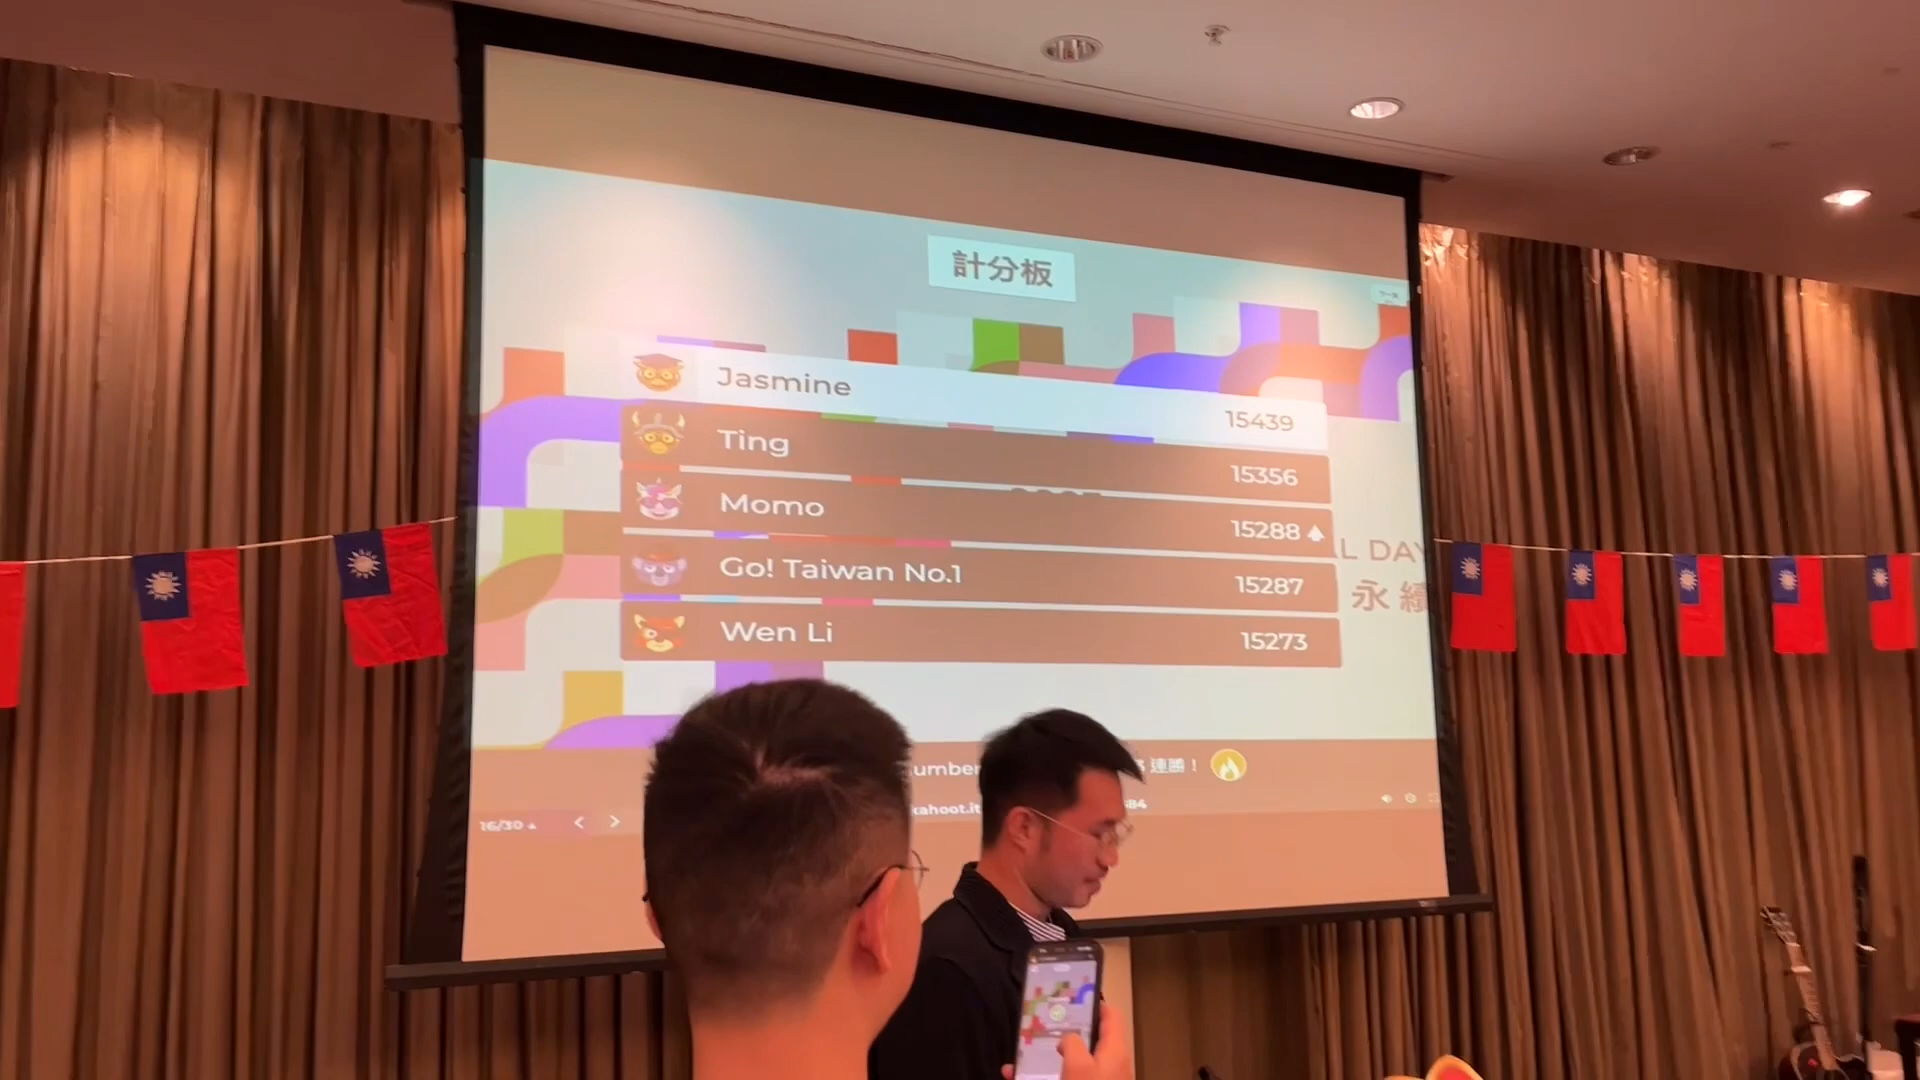 計分板
Jasmine 15439
Ting 15356
Momo 15288
Go! Taiwan No.1 15287
Wen Li 15273
L DAY
永續
連勝！
kahoot.it
16/30